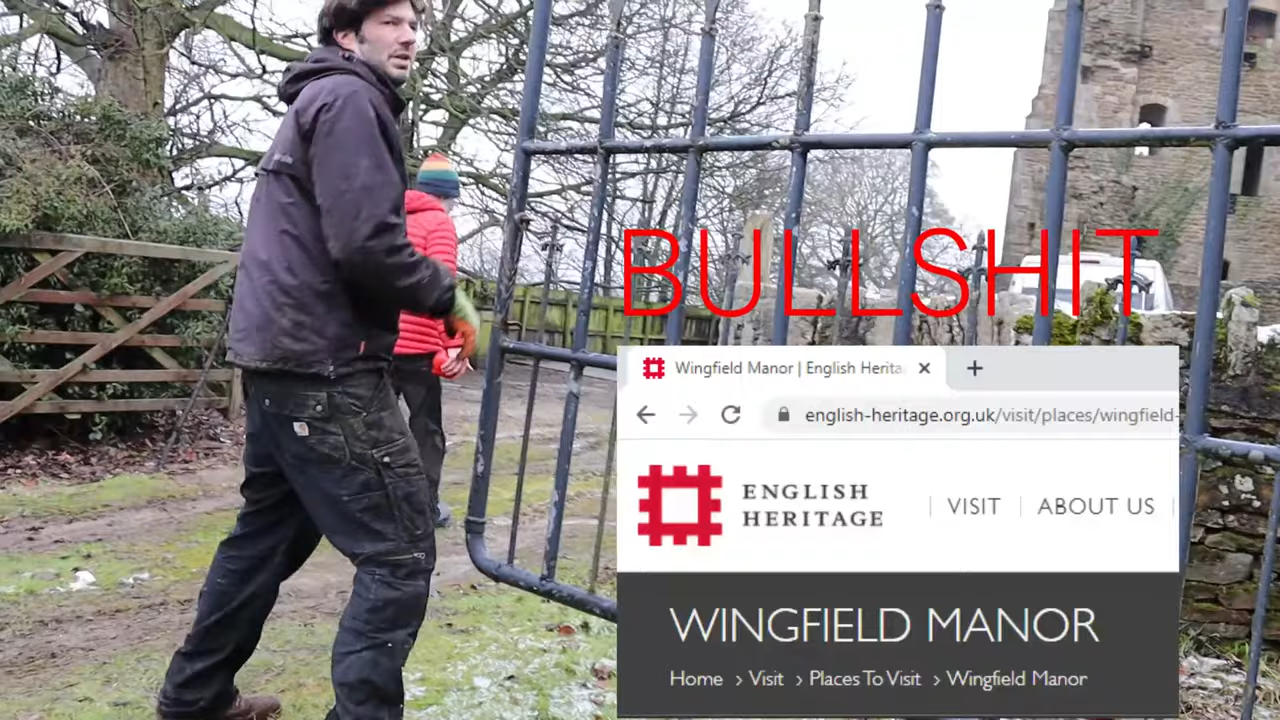 BULLSHIT
Wingfield Manor | English Herita
english-heritage.org.uk/visit/places/wingfield-
ENGLISH
HERITAGE
VISIT
ABOUT US
WINGFIELD MANOR
Home › Visit › Places To Visit › Wingfield Manor